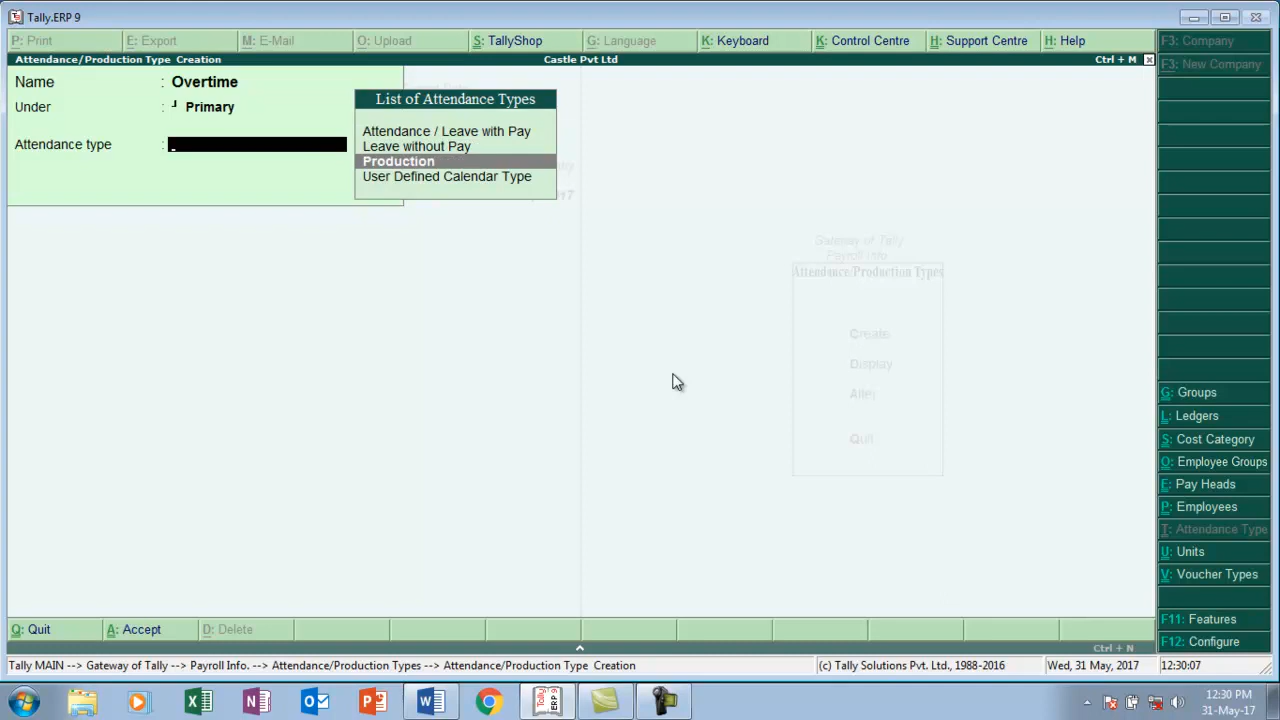 Tally.ERP 9
P: Print E: Export M: E-Mail O: Upload S: TallyShop G: Language K: Keyboard K: Control Centre H: Support Centre H: Help
F3: Company
Attendance/Production Type Creation Castle Pvt Ltd Ctrl + M
F3: New Company
Name : Overtime
Under : ┘ Primary
Attendance type :
List of Attendance Types
Attendance / Leave with Pay
Leave without Pay
Production
User Defined Calendar Type
Gateway of Tally
Payroll Info.
Attendance/Production Types
Create
Display
Alter
Quit
G: Groups
L: Ledgers
S: Cost Category
O: Employee Groups
E: Pay Heads
P: Employees
T: Attendance Type
U: Units
V: Voucher Types
F11: Features
F12: Configure
Q: Quit A: Accept D: Delete
Ctrl + N
Tally MAIN --> Gateway of Tally --> Payroll Info. --> Attendance/Production Types --> Attendance/Production Type Creation (c) Tally Solutions Pvt. Ltd., 1988-2016 Wed, 31 May, 2017 12:30:07
12:30 PM
31-May-17